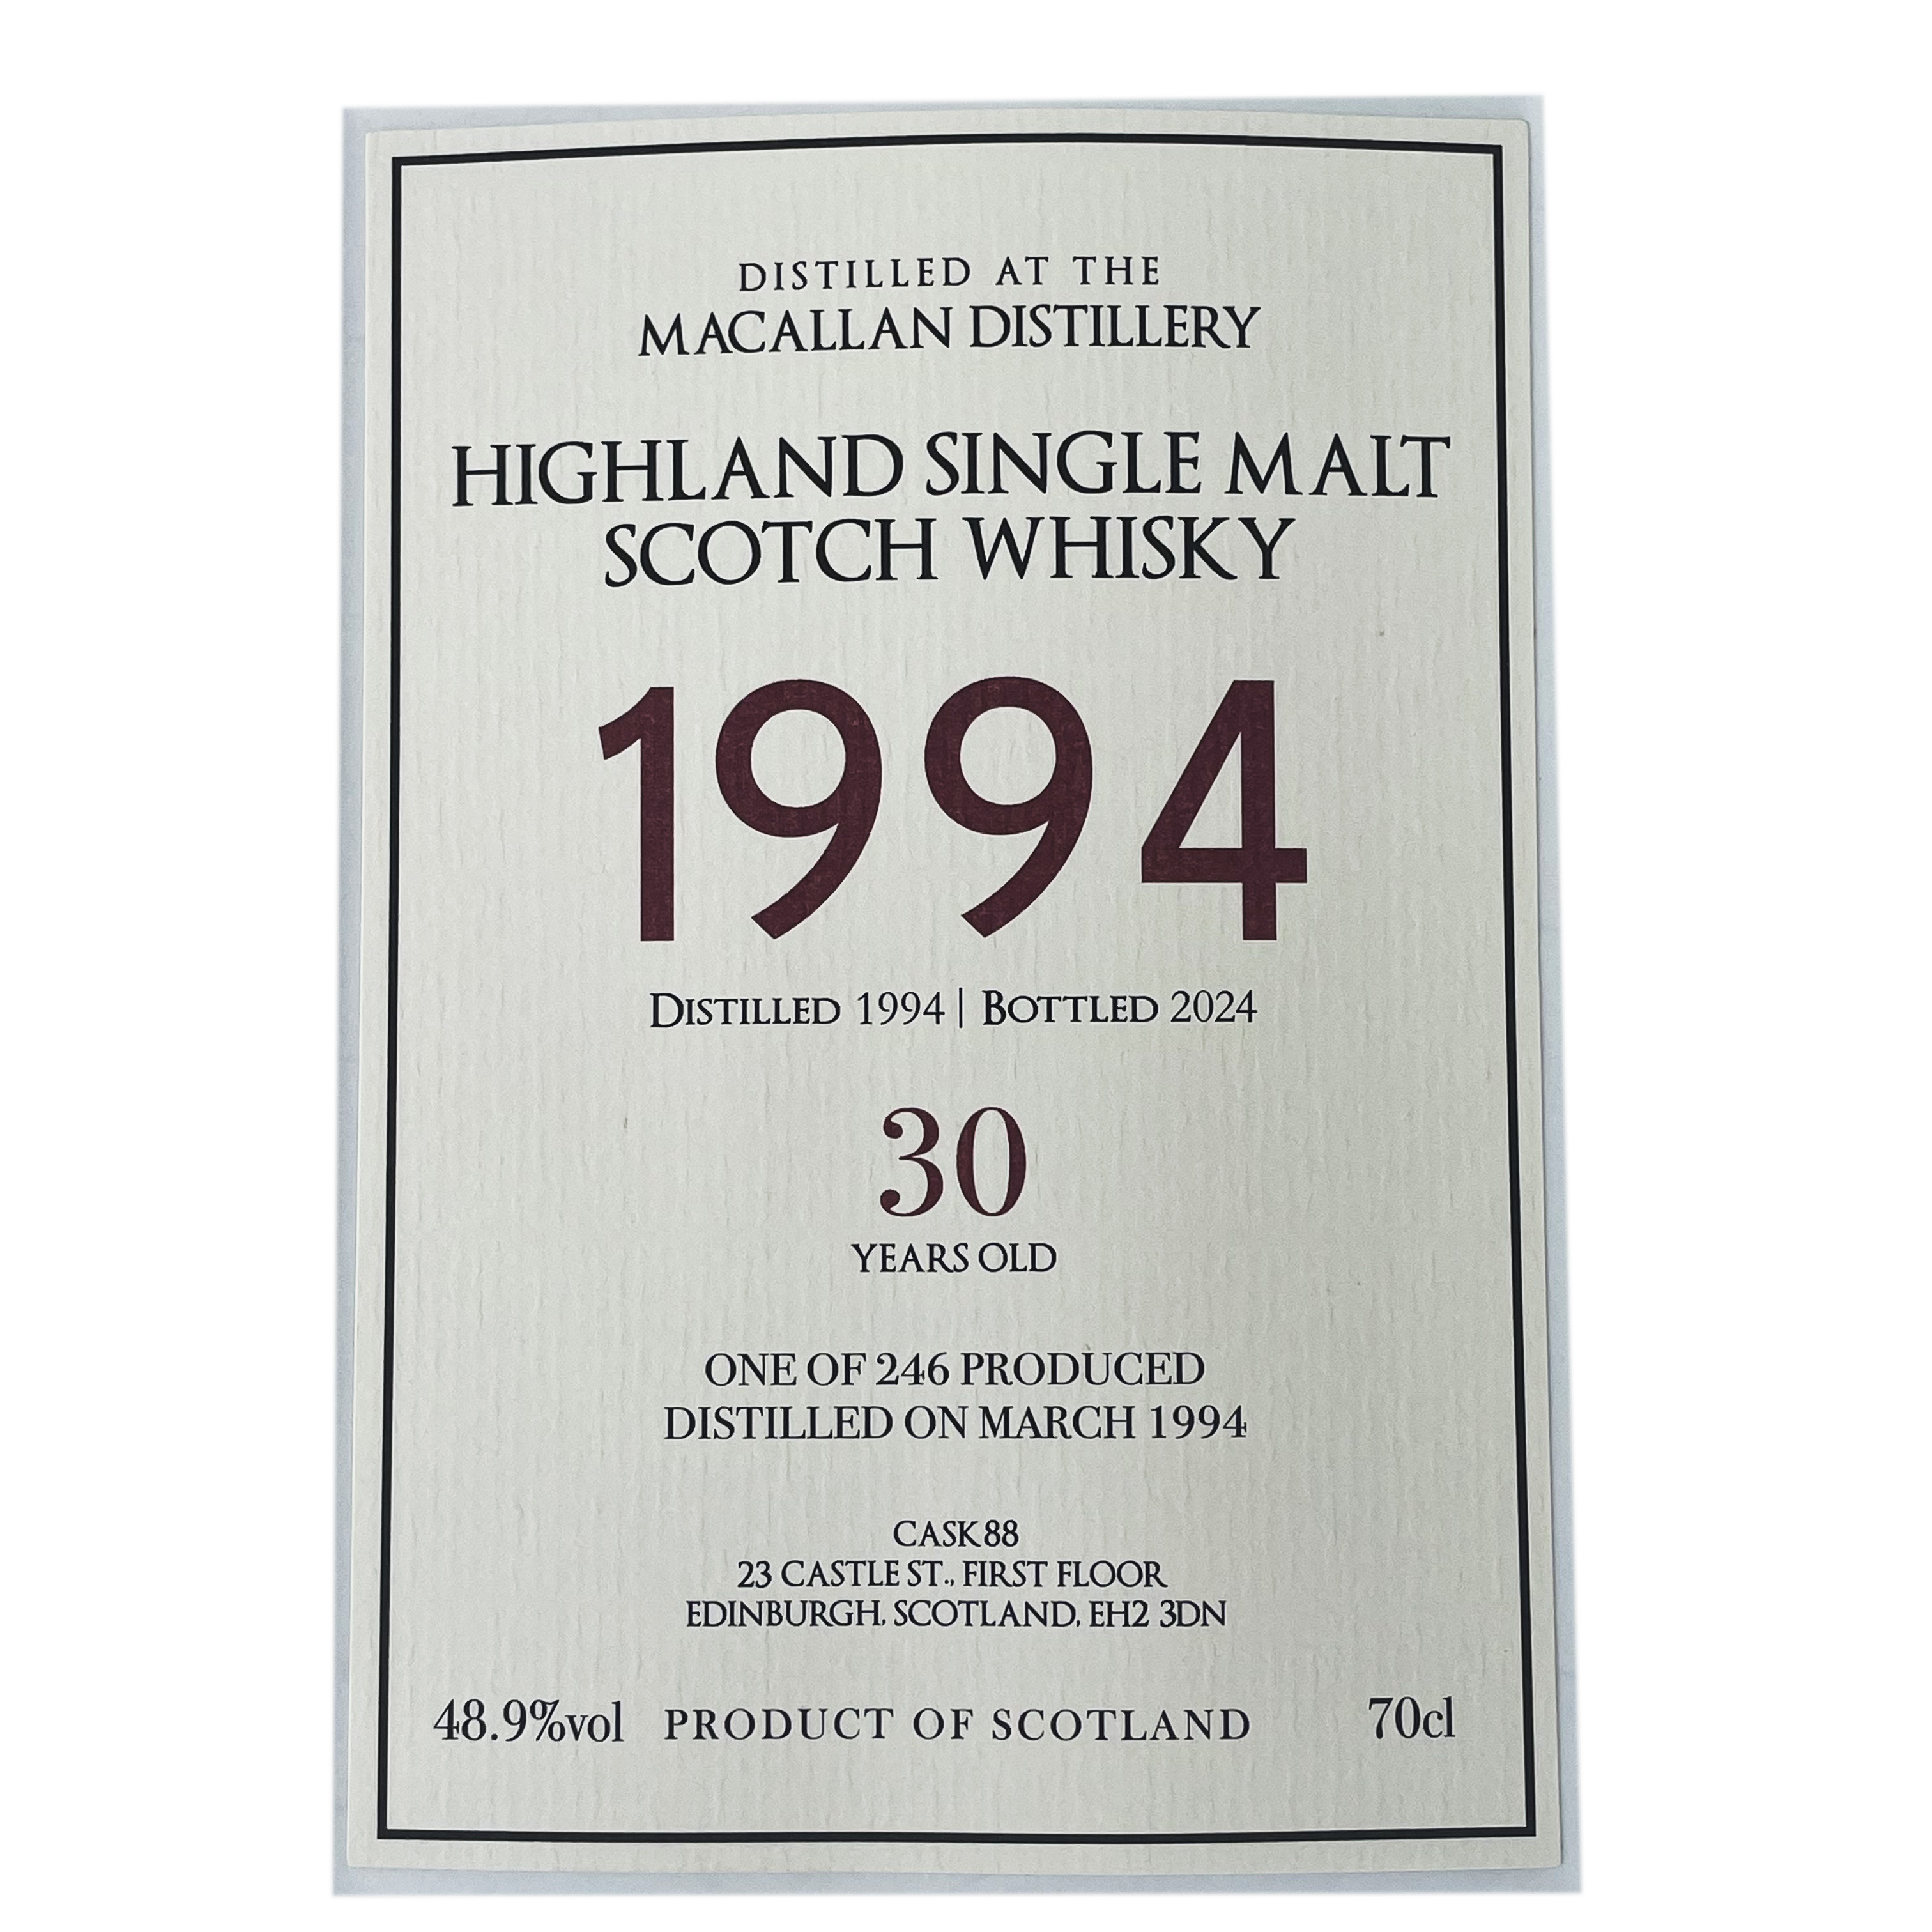 DISTILLED AT THE
MACALLAN DISTILLERY
HIGHLAND SINGLE MALT
SCOTCH WHISKY
1994
DISTILLED 1994 | BOTTLED 2024
30
YEARS OLD
ONE OF 246 PRODUCED
DISTILLED ON MARCH 1994
CASK 88
23 CASTLE ST., FIRST FLOOR
EDINBURGH, SCOTLAND, EH2 3DN
48.9%vol PRODUCT OF SCOTLAND 70cl